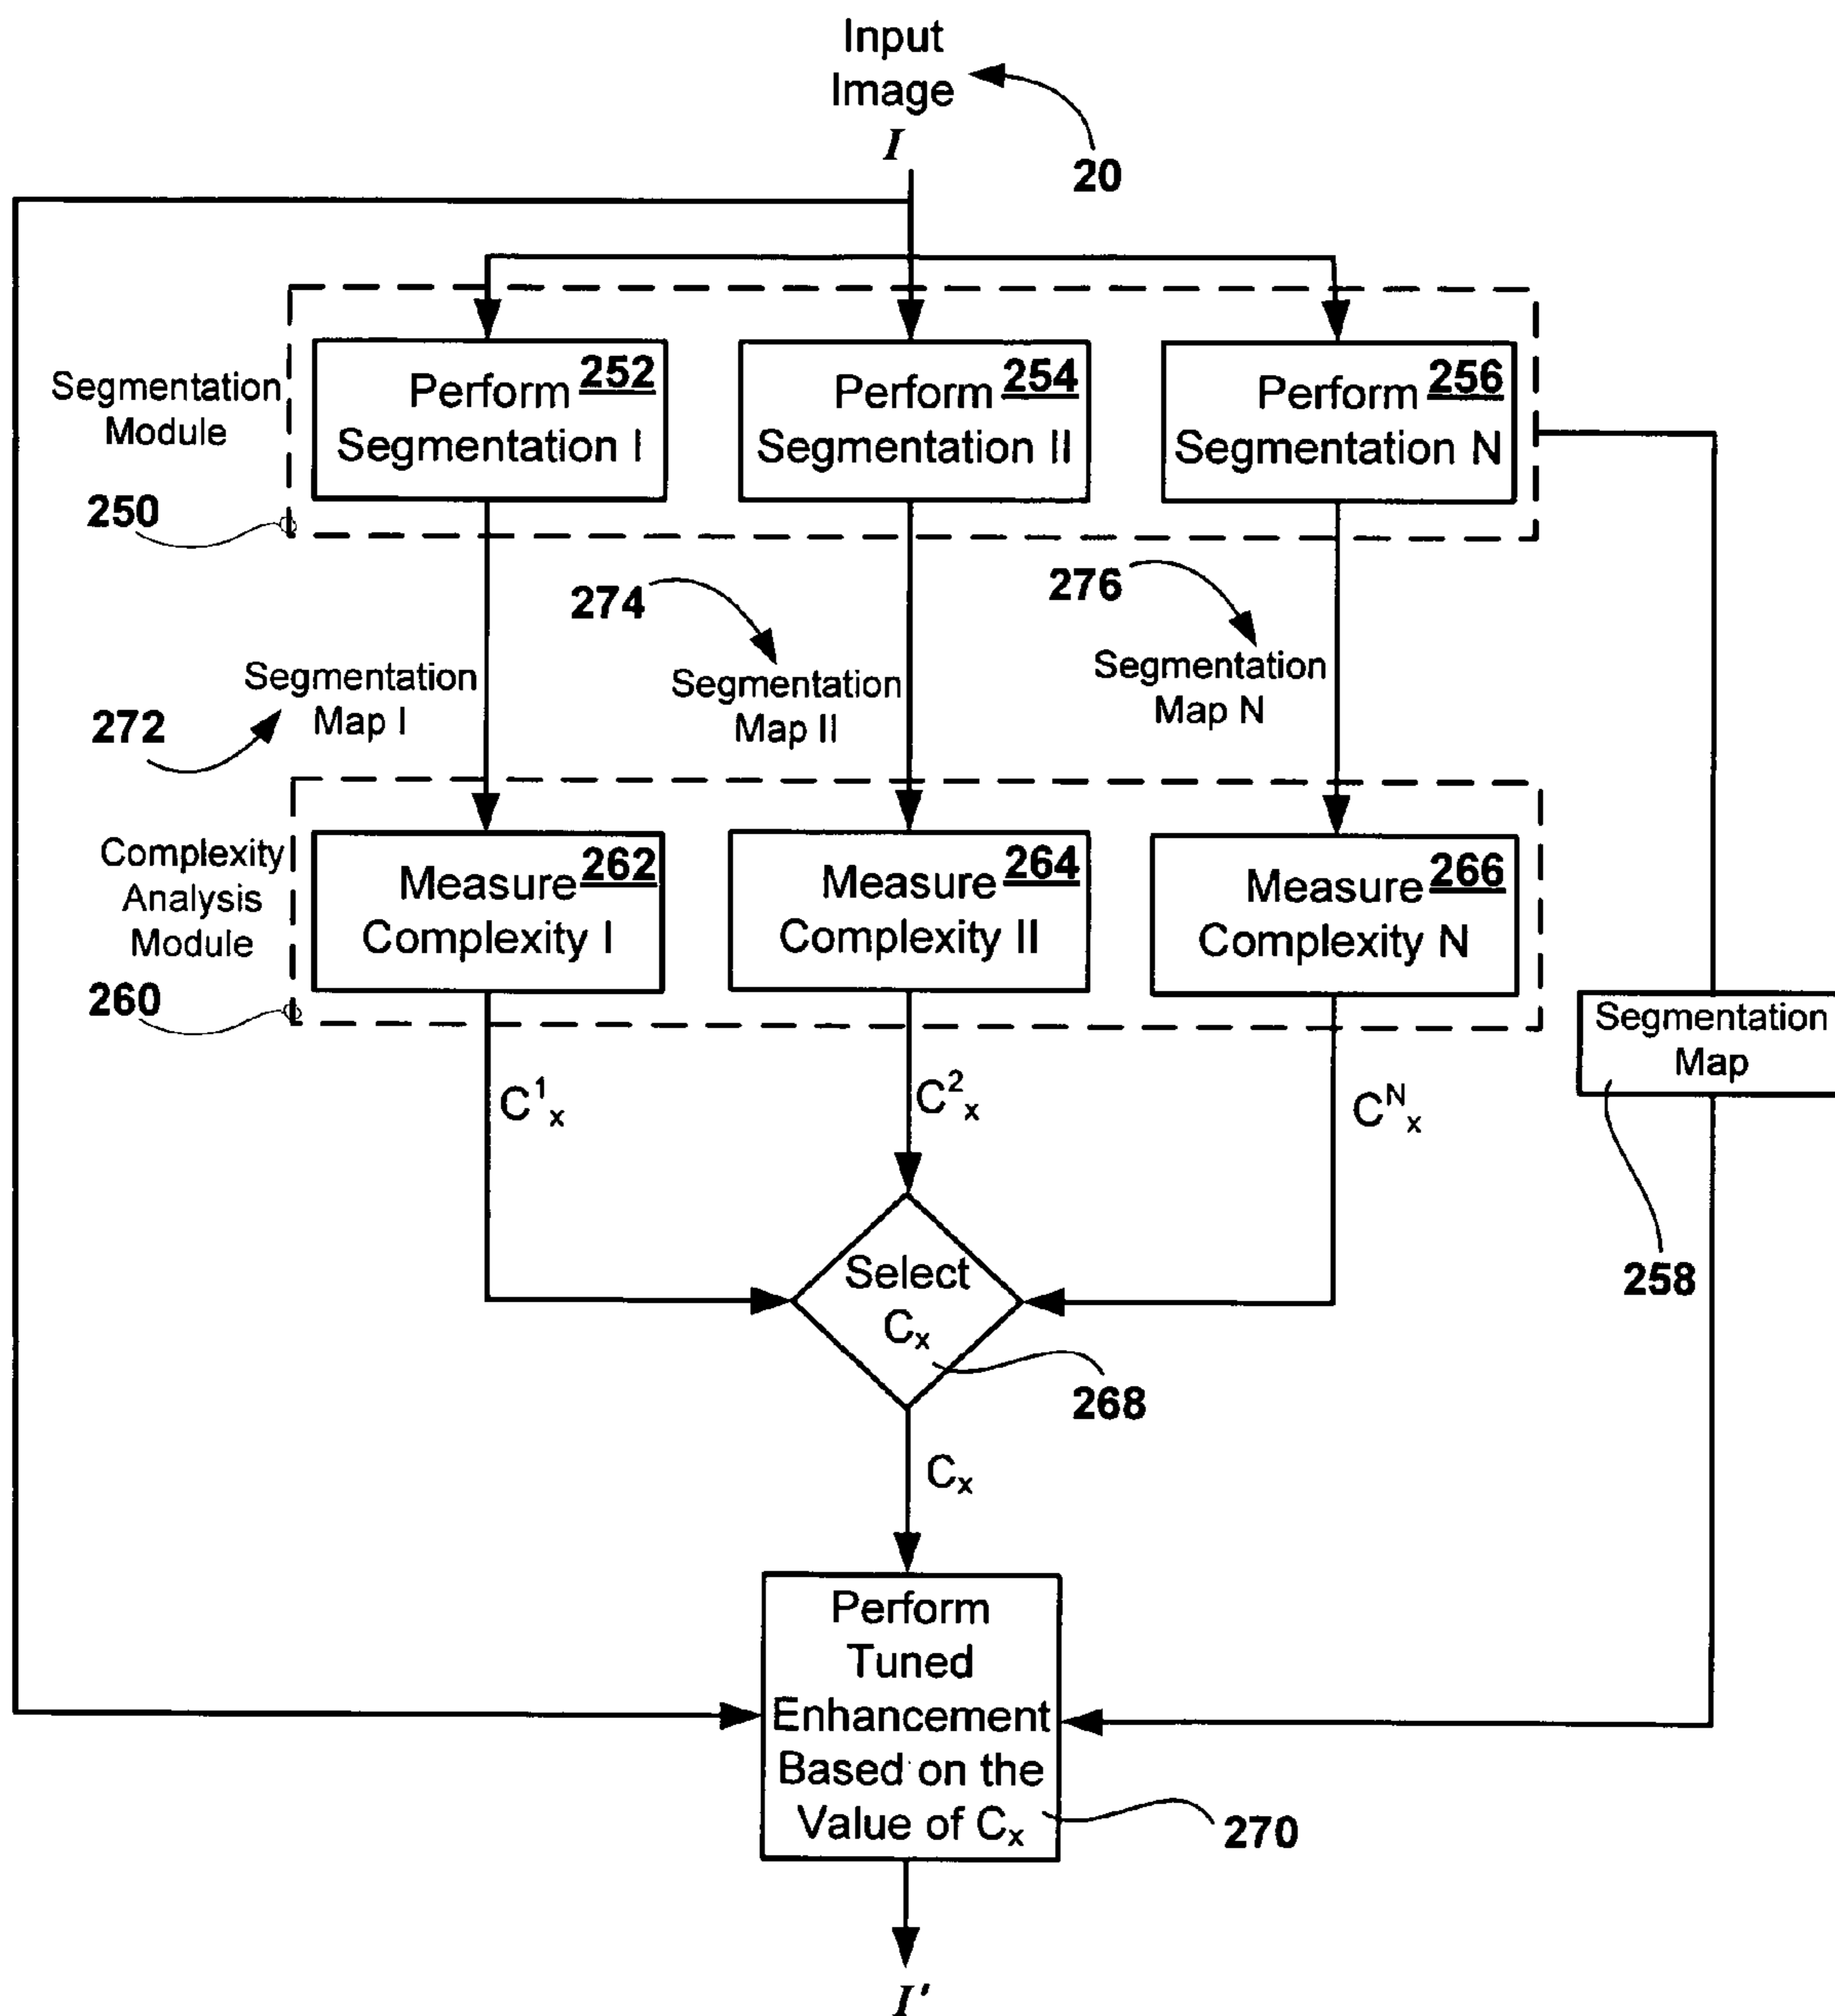 Input
Image
I
20
Segmentation
Module
250
Perform 252
Segmentation I
Perform 254
Segmentation II
Perform 256
Segmentation N
272
Segmentation
Map I
274
Segmentation
Map II
276
Segmentation
Map N
Complexity
Analysis
Module
260
Measure 262
Complexity I
Measure 264
Complexity II
Measure 266
Complexity N
Segmentation
Map
258
C¹ₓ
C²ₓ
Cᴺₓ
Select
Cₓ
268
Cₓ
Perform
Tuned
Enhancement
Based on the
Value of Cₓ
270
I'